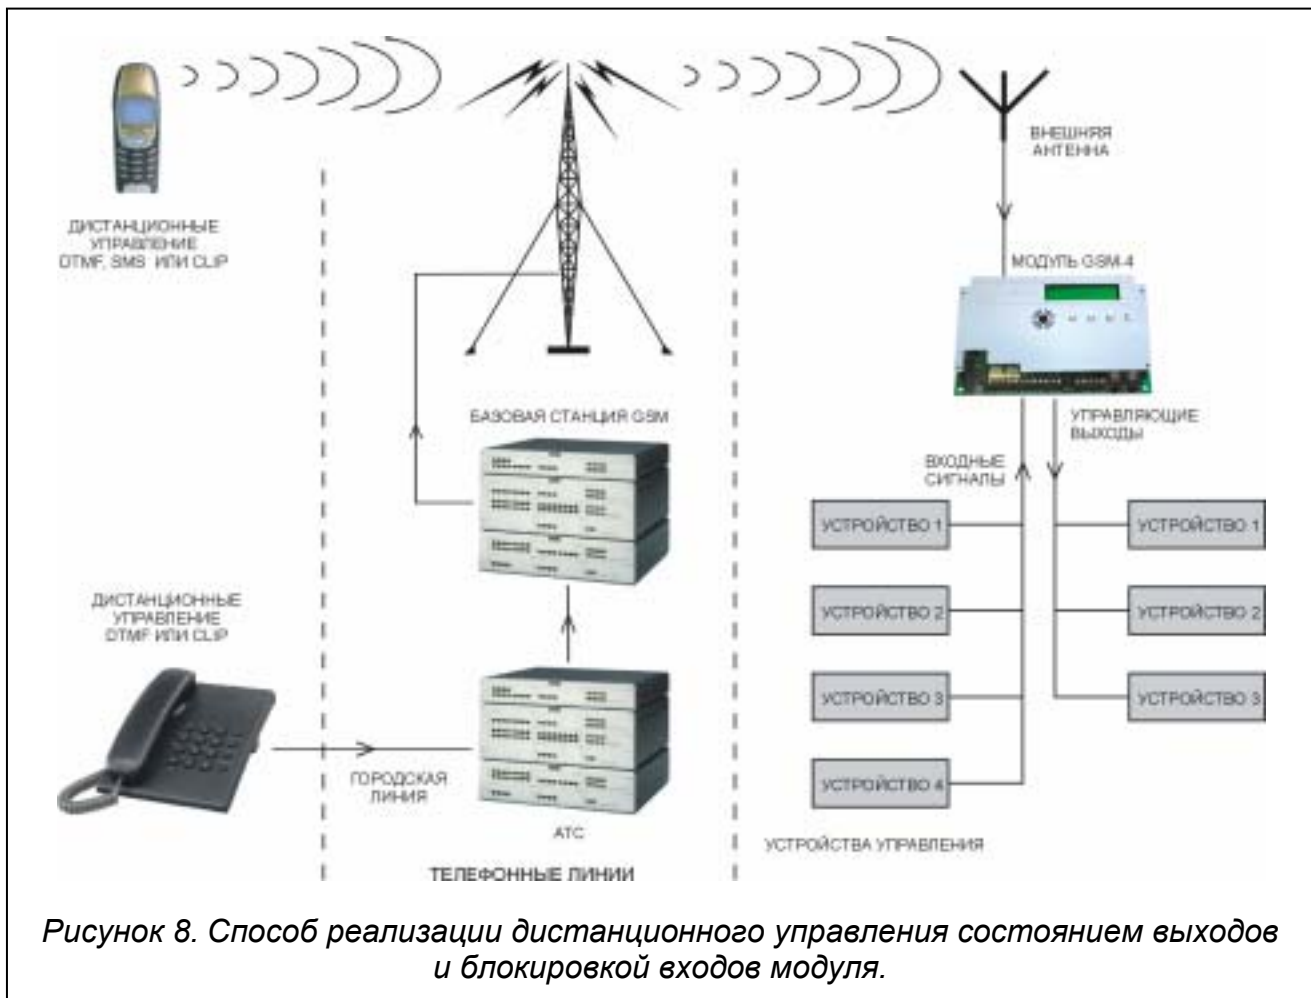 ВНЕШНЯЯ
АНТЕННА
ДИСТАНЦИОННЫЕ
УПРАВЛЕНИЕ
DTMF, SMS ИЛИ CLIP
МОДУЛЬ GSM-4
БАЗОВАЯ СТАНЦИЯ GSM
УПРАВЛЯЮЩИЕ
ВЫХОДЫ
ВХОДНЫЕ
СИГНАЛЫ
УСТРОЙСТВО 1
УСТРОЙСТВО 1
УСТРОЙСТВО 2
УСТРОЙСТВО 2
УСТРОЙСТВО 3
УСТРОЙСТВО 3
УСТРОЙСТВО 4
ДИСТАНЦИОННЫЕ
УПРАВЛЕНИЕ
DTMF ИЛИ CLIP
ГОРОДСКАЯ
ЛИНИЯ
АТС
УСТРОЙСТВА УПРАВЛЕНИЯ
ТЕЛЕФОННЫЕ ЛИНИИ
Рисунок 8. Способ реализации дистанционного управления состоянием выходов
и блокировкой входов модуля.